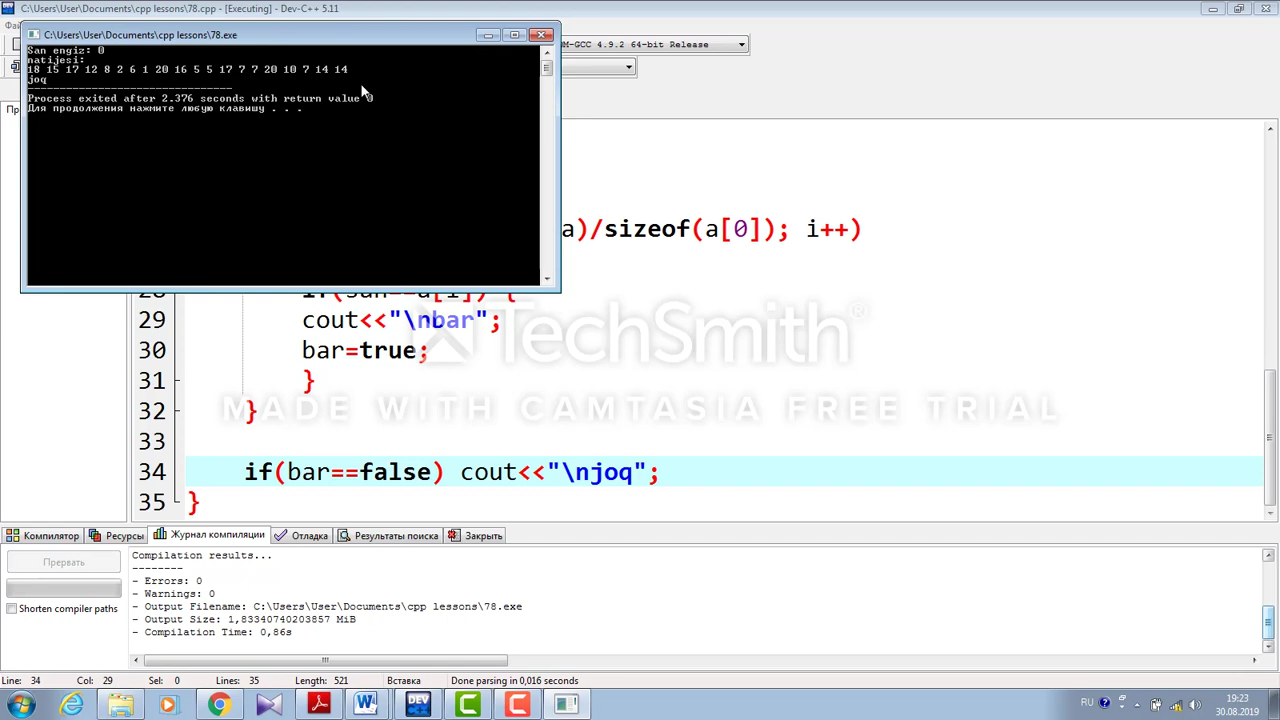 C:\Users\User\Documents\cpp lessons\78.cpp - [Executing] - Dev-C++ 5.11
C:\Users\User\Documents\cpp lessons\78.exe
M-GCC 4.9.2 64-bit Release
San engiz: 0
natijesi:
18 15 17 12 8 2 6 1 20 16 5 5 17 7 7 20 10 7 14 14
joq
--------------------------------
Process exited after 2.376 seconds with return value 0
Для продолжения нажмите любую клавишу . . .
a)/sizeof(a[0]); i++)
if(san==a[i]) {
29 cout<<"\nbar";
30 bar=true;
31 }
32 }
33
34 if(bar==false) cout<<"\njoq";
35 }
TechSmith®
MADE WITH CAMTASIA FREE TRIAL
Компилятор Ресурсы Журнал компиляции Отладка Результаты поиска Закрыть
Прервать
Shorten compiler paths
Compilation results...
--------
- Errors: 0
- Warnings: 0
- Output Filename: C:\Users\User\Documents\cpp lessons\78.exe
- Output Size: 1,83340740203857 MiB
- Compilation Time: 0,86s
Line: 34 Col: 29 Sel: 0 Lines: 35 Length: 521 Вставка Done parsing in 0,016 seconds
DEV
RU
19:23
30.08.2019